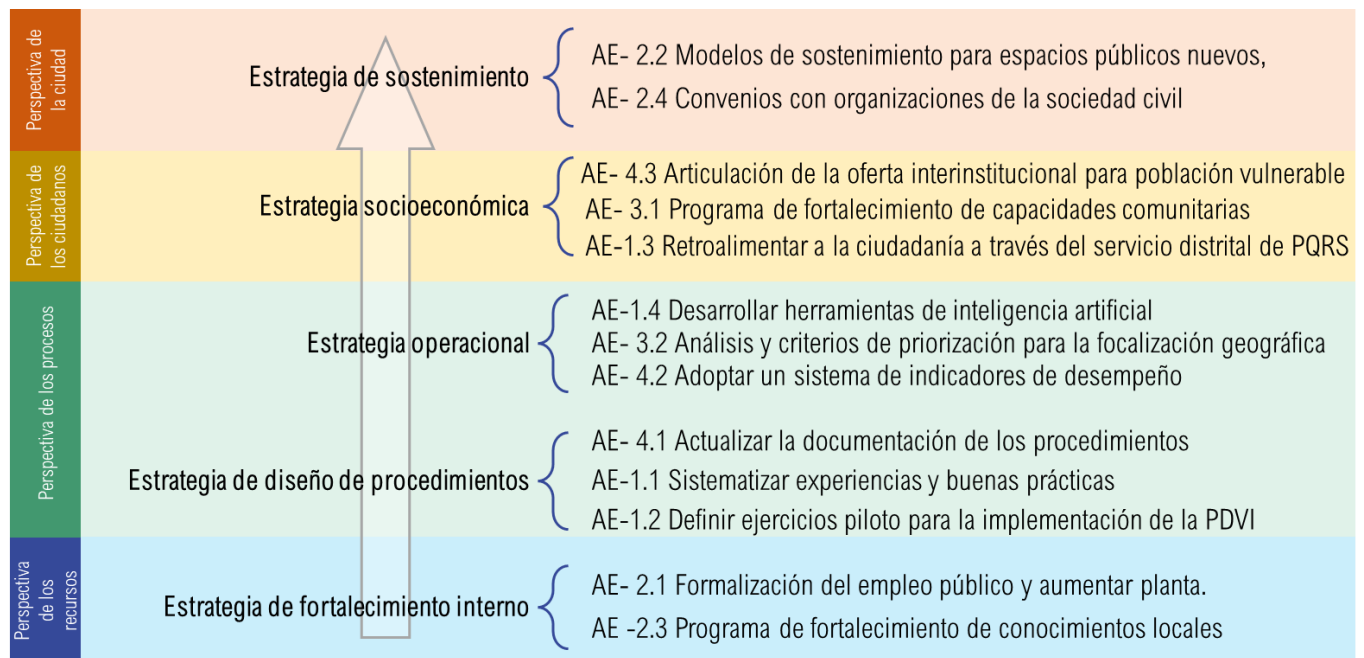 Perspectiva de
la ciudad
Estrategia de sostenimiento
AE- 2.2 Modelos de sostenimiento para espacios públicos nuevos,
AE- 2.4 Convenios con organizaciones de la sociedad civil
Perspectiva de
los ciudadanos
Estrategia socioeconómica
AE- 4.3 Articulación de la oferta interinstitucional para población vulnerable
AE- 3.1 Programa de fortalecimiento de capacidades comunitarias
AE-1.3 Retroalimentar a la ciudadanía a través del servicio distrital de PQRS
Perspectiva de los procesos
Estrategia operacional
AE-1.4 Desarrollar herramientas de inteligencia artificial
AE- 3.2 Análisis y criterios de priorización para la focalización geográfica
AE- 4.2 Adoptar un sistema de indicadores de desempeño
Estrategia de diseño de procedimientos
AE- 4.1 Actualizar la documentación de los procedimientos
AE-1.1 Sistematizar experiencias y buenas prácticas
AE-1.2 Definir ejercicios piloto para la implementación de la PDVI
Perspectiva
de los
recursos
Estrategia de fortalecimiento interno
AE- 2.1 Formalización del empleo público y aumentar planta.
AE -2.3 Programa de fortalecimiento de conocimientos locales